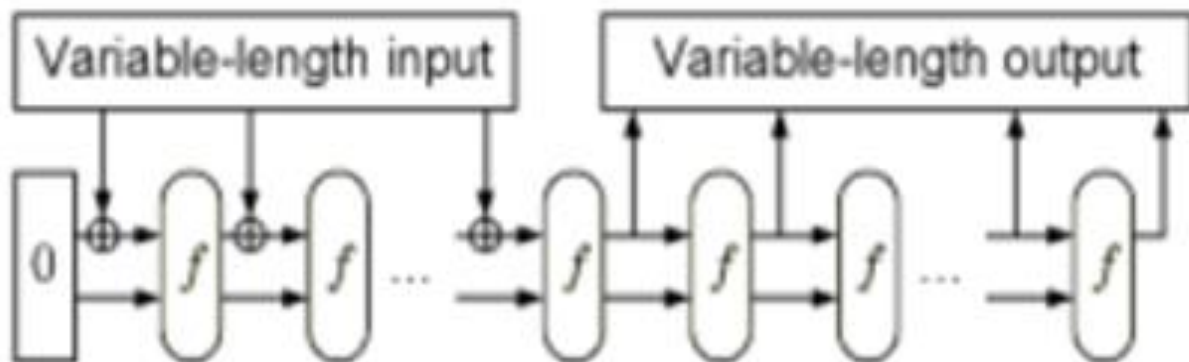 Variable-length input
Variable-length output
0
f
f
...
f
f
f
...
f